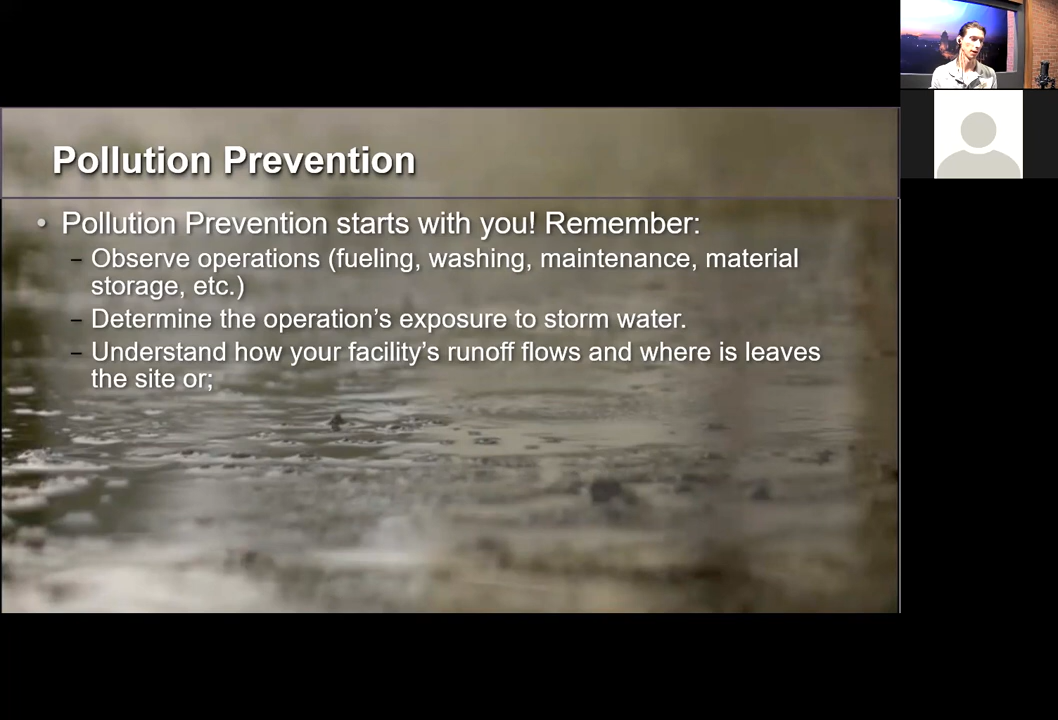 Pollution Prevention
• Pollution Prevention starts with you! Remember:
– Observe operations (fueling, washing, maintenance, material
storage, etc.)
– Determine the operation’s exposure to storm water.
– Understand how your facility’s runoff flows and where is leaves
the site or;